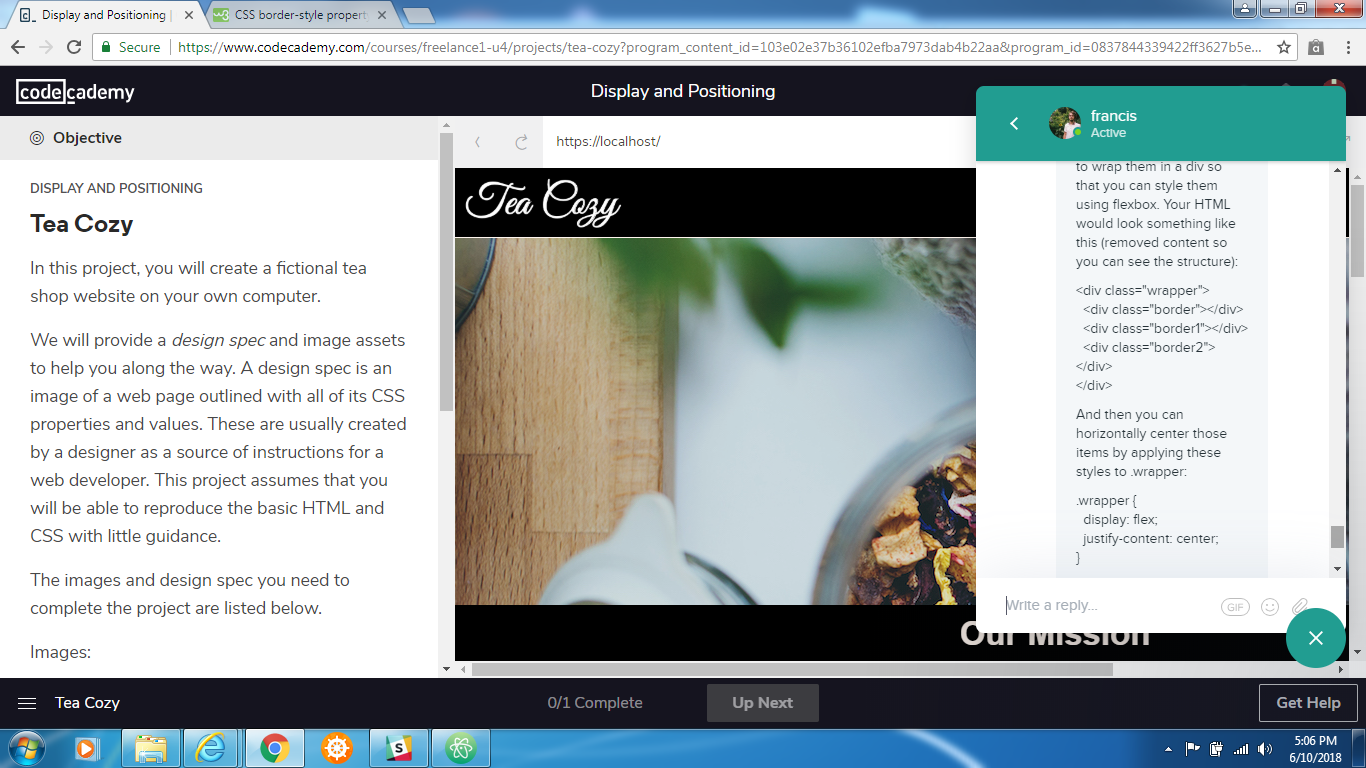 Display and Positioning |
CSS border-style property
Secure
https://www.codecademy.com/courses/freelance1-u4/projects/tea-cozy?program_content_id=103e02e37b36102efba7973dab4b22aa&program_id=0837844339422ff3627b5e...
codecademy
Display and Positioning
Objective
DISPLAY AND POSITIONING
Tea Cozy
In this project, you will create a fictional tea
shop website on your own computer.
We will provide a design spec and image assets
to help you along the way. A design spec is an
image of a web page outlined with all of its CSS
properties and values. These are usually created
by a designer as a source of instructions for a
web developer. This project assumes that you
will be able to reproduce the basic HTML and
CSS with little guidance.
The images and design spec you need to
complete the project are listed below.
Images:
https://localhost/
Tea Cozy
Our Mission
francis
Active
to wrap them in a div so
that you can style them
using flexbox. Your HTML
would look something like
this (removed content so
you can see the structure):
<div class="wrapper">
<div class="border"></div>
<div class="border1"></div>
<div class="border2">
</div>
</div>
And then you can
horizontally center those
items by applying these
styles to .wrapper:
.wrapper {
display: flex;
justify-content: center;
}
Write a reply...
GIF
Tea Cozy
0/1 Complete
Up Next
Get Help
5:06 PM
6/10/2018